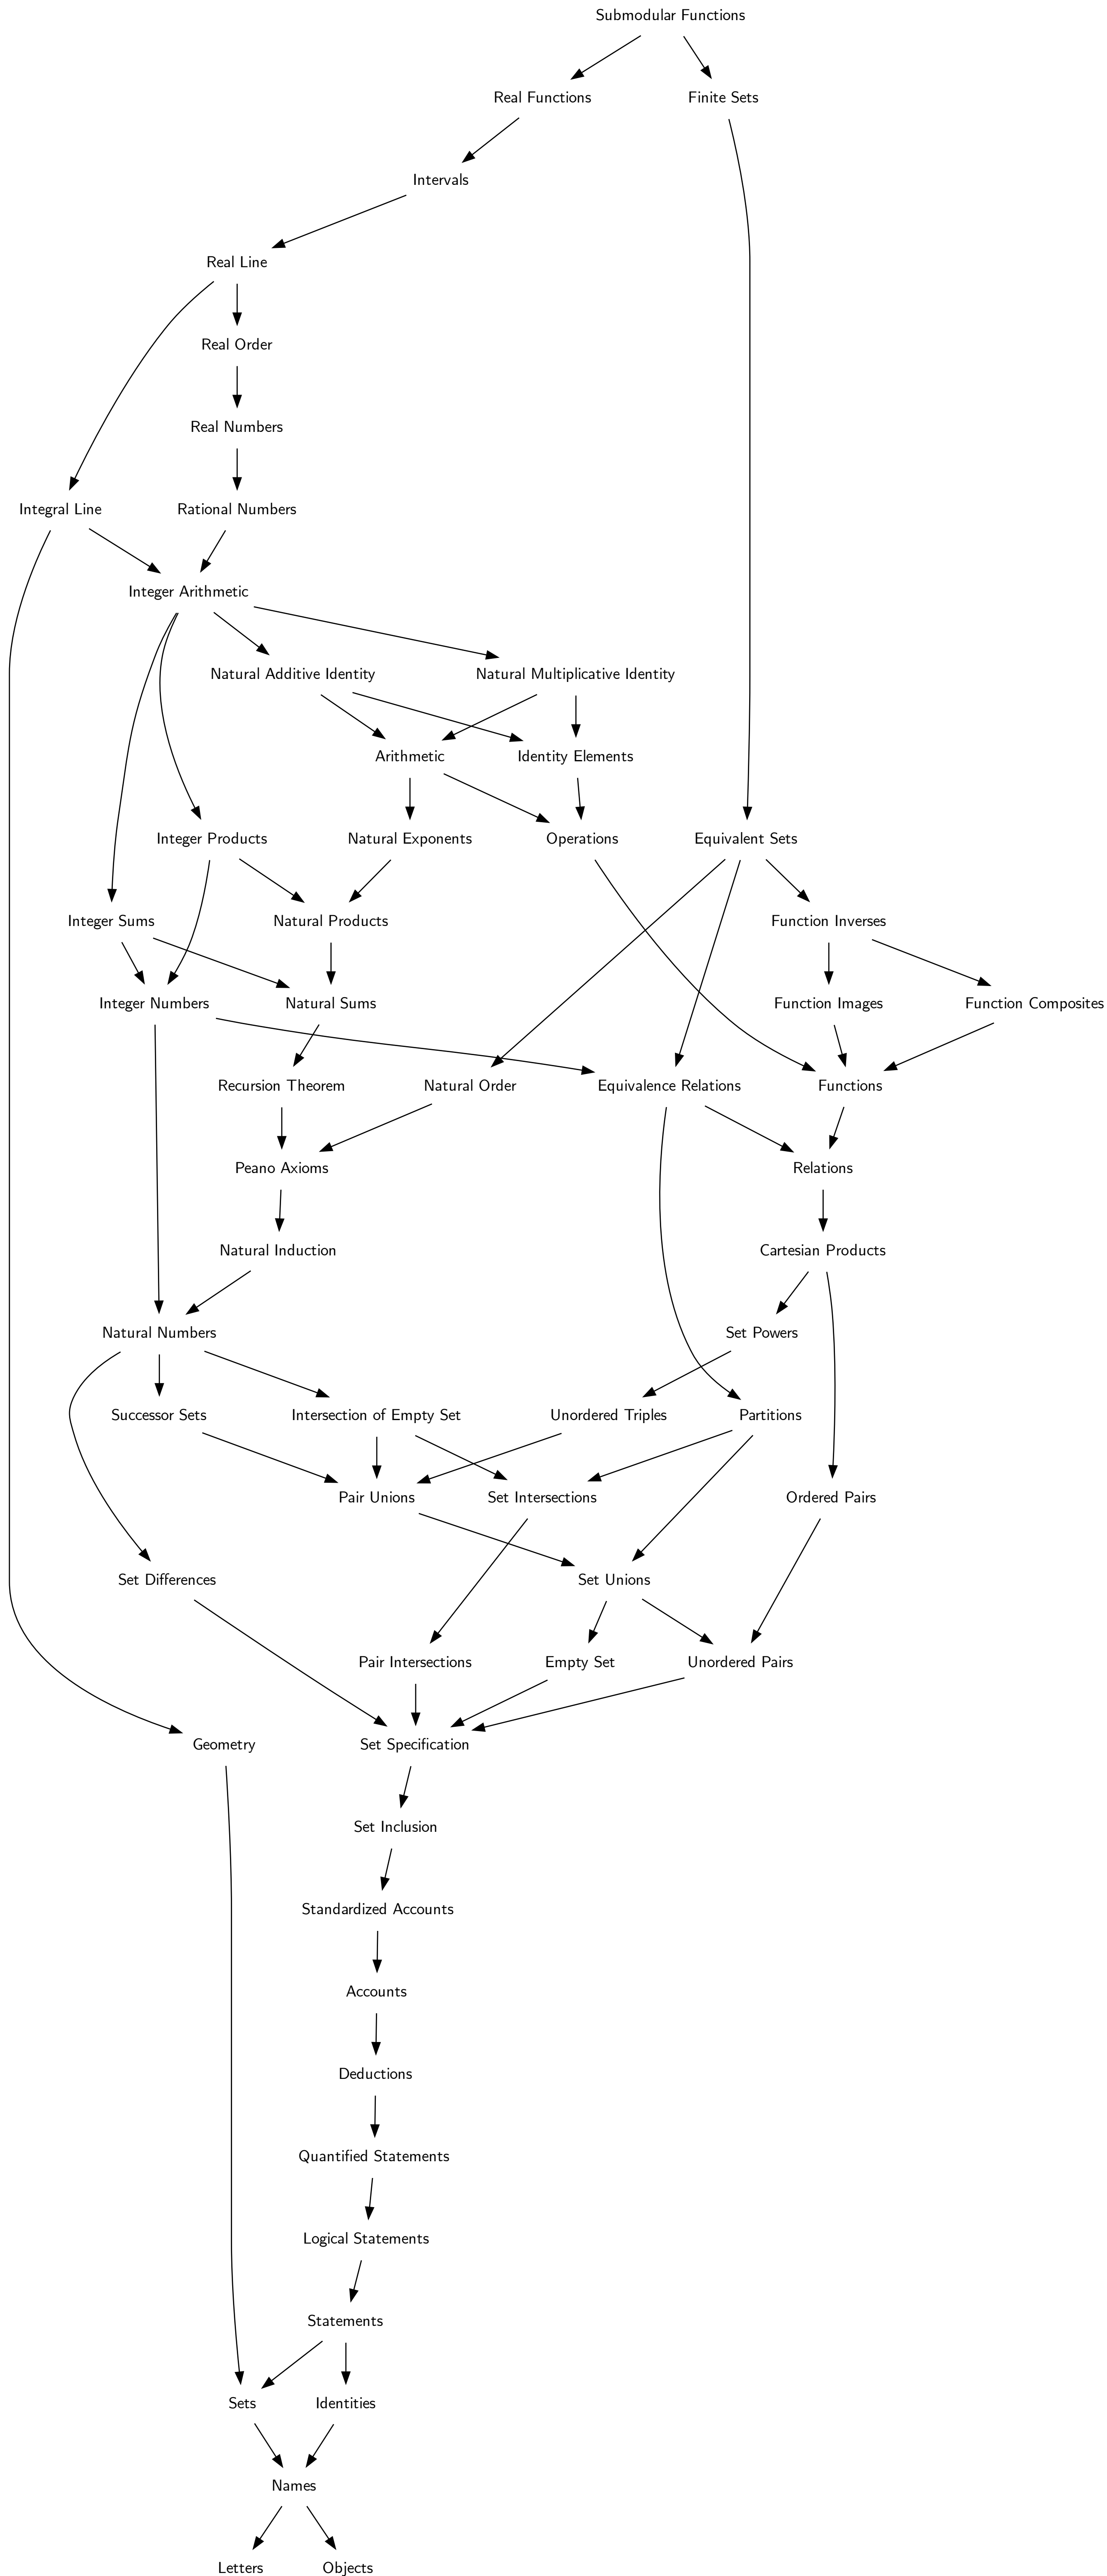 Submodular Functions
Real Functions
Finite Sets
Intervals
Real Line
Real Order
Real Numbers
Integral Line
Rational Numbers
Integer Arithmetic
Natural Additive Identity
Natural Multiplicative Identity
Arithmetic
Identity Elements
Integer Products
Natural Exponents
Operations
Equivalent Sets
Integer Sums
Natural Products
Function Inverses
Integer Numbers
Natural Sums
Function Images
Function Composites
Recursion Theorem
Natural Order
Equivalence Relations
Functions
Peano Axioms
Relations
Natural Induction
Cartesian Products
Natural Numbers
Set Powers
Successor Sets
Intersection of Empty Set
Unordered Triples
Partitions
Pair Unions
Set Intersections
Ordered Pairs
Set Differences
Set Unions
Pair Intersections
Empty Set
Unordered Pairs
Geometry
Set Specification
Set Inclusion
Standardized Accounts
Accounts
Deductions
Quantified Statements
Logical Statements
Statements
Sets
Identities
Names
Letters
Objects